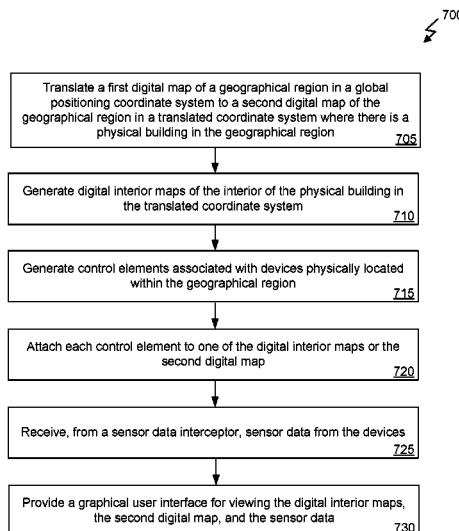 700
Translate a first digital map of a geographical region in a global
positioning coordinate system to a second digital map of the
geographical region in a translated coordinate system where there is a
physical building in the geographical region
705
Generate digital interior maps of the interior of the physical building in
the translated coordinate system
710
Generate control elements associated with devices physically located
within the geographical region
715
Attach each control element to one of the digital interior maps or the
second digital map
720
Receive, from a sensor data interceptor, sensor data from the devices
725
Provide a graphical user interface for viewing the digital interior maps,
the second digital map, and the sensor data
730